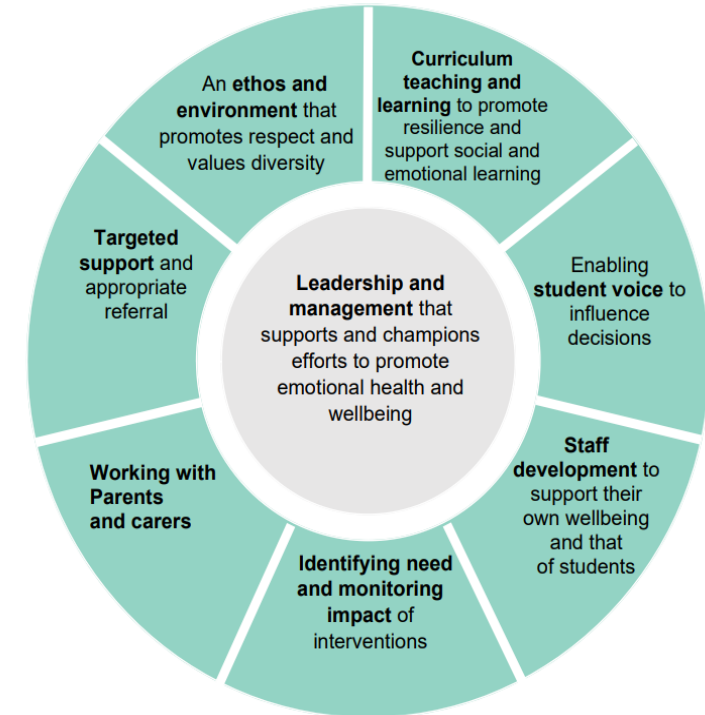 An ethos and
environment that
promotes respect and
values diversity
Curriculum
teaching and
learning to promote
resilience and
support social and
emotional learning
Enabling
student voice to
influence
decisions
Staff
development to
support their
own wellbeing
and that
of students
Identifying need
and monitoring
impact of
interventions
Working with
Parents
and carers
Targeted
support and
appropriate
referral
Leadership and
management that
supports and champions
efforts to promote
emotional health and
wellbeing